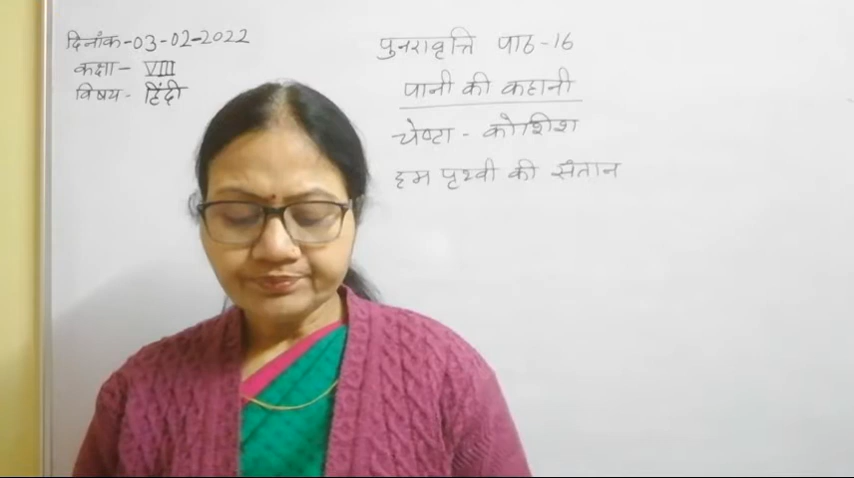 दिनांक-03-02-2022
कक्षा- VIII
विषय- हिंदी
पुनरावृत्ति पाठ-16
पानी की कहानी
चेष्टा - कोशिश
हम पृथ्वी की संतान